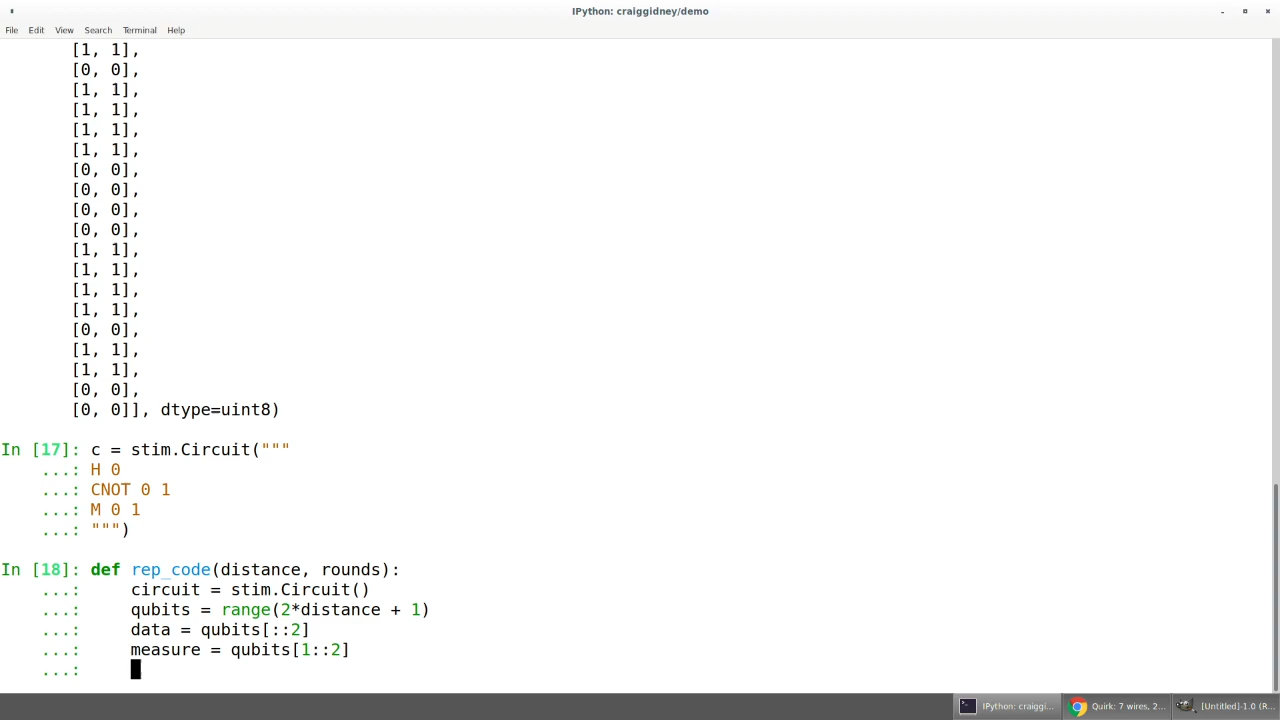 IPython: craiggidney/demo
File Edit View Search Terminal Help
[1, 1],
[0, 0],
[1, 1],
[1, 1],
[1, 1],
[1, 1],
[0, 0],
[0, 0],
[0, 0],
[0, 0],
[1, 1],
[1, 1],
[1, 1],
[1, 1],
[0, 0],
[1, 1],
[1, 1],
[0, 0],
[0, 0]], dtype=uint8)
In [17]: c = stim.Circuit("""
...: H 0
...: CNOT 0 1
...: M 0 1
...: """)
In [18]: def rep_code(distance, rounds):
...: circuit = stim.Circuit()
...: qubits = range(2*distance + 1)
...: data = qubits[::2]
...: measure = qubits[1::2]
...:
IPython: craiggi... Quirk: 7 wires, 2... [Untitled]-1.0 (R...